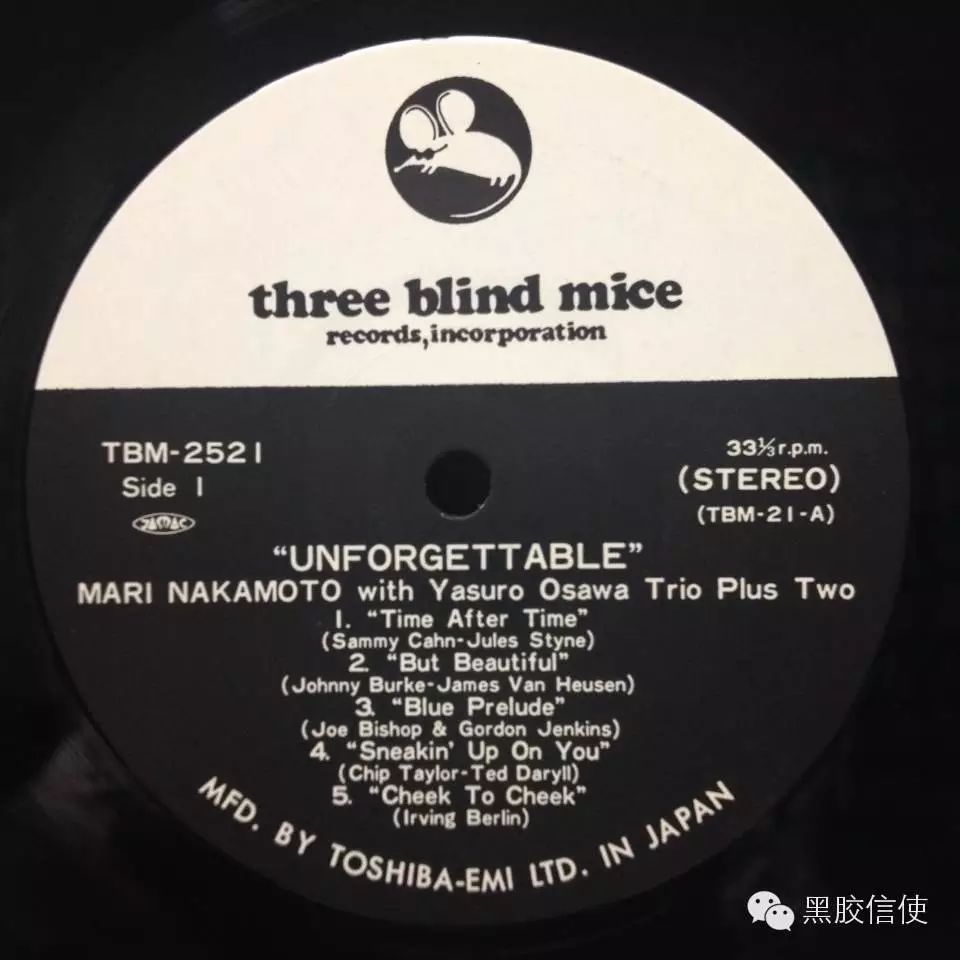 three blind mice
records,incorporation
TBM-2521
33⅓r.p.m.
Side 1
(STEREO)
JASRAC
(TBM-21-A)
“UNFORGETTABLE”
MARI NAKAMOTO with Yasuro Osawa Trio Plus Two
1. “Time After Time”
(Sammy Cahn-Jules Styne)
2. “But Beautiful”
(Johnny Burke-James Van Heusen)
3. “Blue Prelude”
(Joe Bishop & Gordon Jenkins)
4. “Sneakin' Up On You”
(Chip Taylor-Ted Daryll)
5. “Cheek To Cheek”
(Irving Berlin)
MFD. BY TOSHIBA-EMI LTD. IN JAPAN
黑胶信使